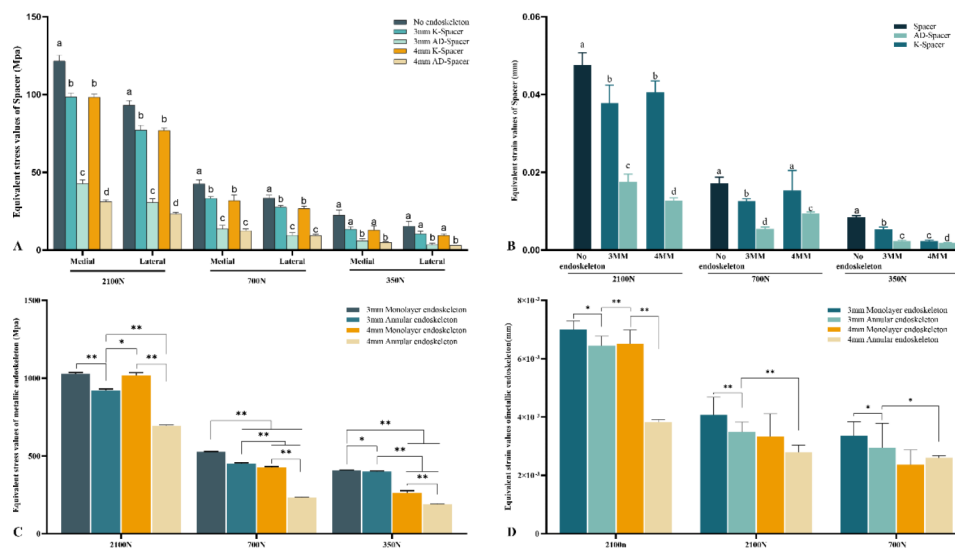 Equivalent stress values of Spacer (Mpa)
150
100
50
0
No endoskeleton
3mm K-Spacer
3mm AD-Spacer
4mm K-Spacer
4mm AD-Spacer
a
b
c
b
d
a
b
c
b
d
a
b
c
b
c
a
b
c
b
c
a
a
b
a
b
a
a
b
a
b
A
Medial Lateral Medial Lateral Medial Lateral
2100N 700N 350N
Equivalent strain values of Spacer (mm)
0.06
0.04
0.02
0.00
Spacer
AD-Spacer
K-Spacer
a
b
c
b
d
a
b
d
a
c
a
b
c
c
d
B
No 3MM 4MM No 3MM 4MM No 3MM 4MM
endoskeleton endoskeleton endoskeleton
2100N 700N 350N
Equivalent stress values of metallic endoskeleton (Mpa)
1500
1000
500
0
3mm Monolayer endoskeleton
3mm Annular endoskeleton
4mm Monolayer endoskeleton
4mm Annular endoskeleton
**
**
*
**
**
**
**
**
*
**
**
C
2100N 700N 350N
Equivalent strain values ofmetallic endoskeleton(mm)
8×10⁻³
6×10⁻³
4×10⁻³
2×10⁻³
0
3mm Monolayer endoskeleton
3mm Annular endoskeleton
4mm Monolayer endoskeleton
4mm Annular endoskeleton
*
**
**
**
**
*
*
D
2100n 2100N 700N